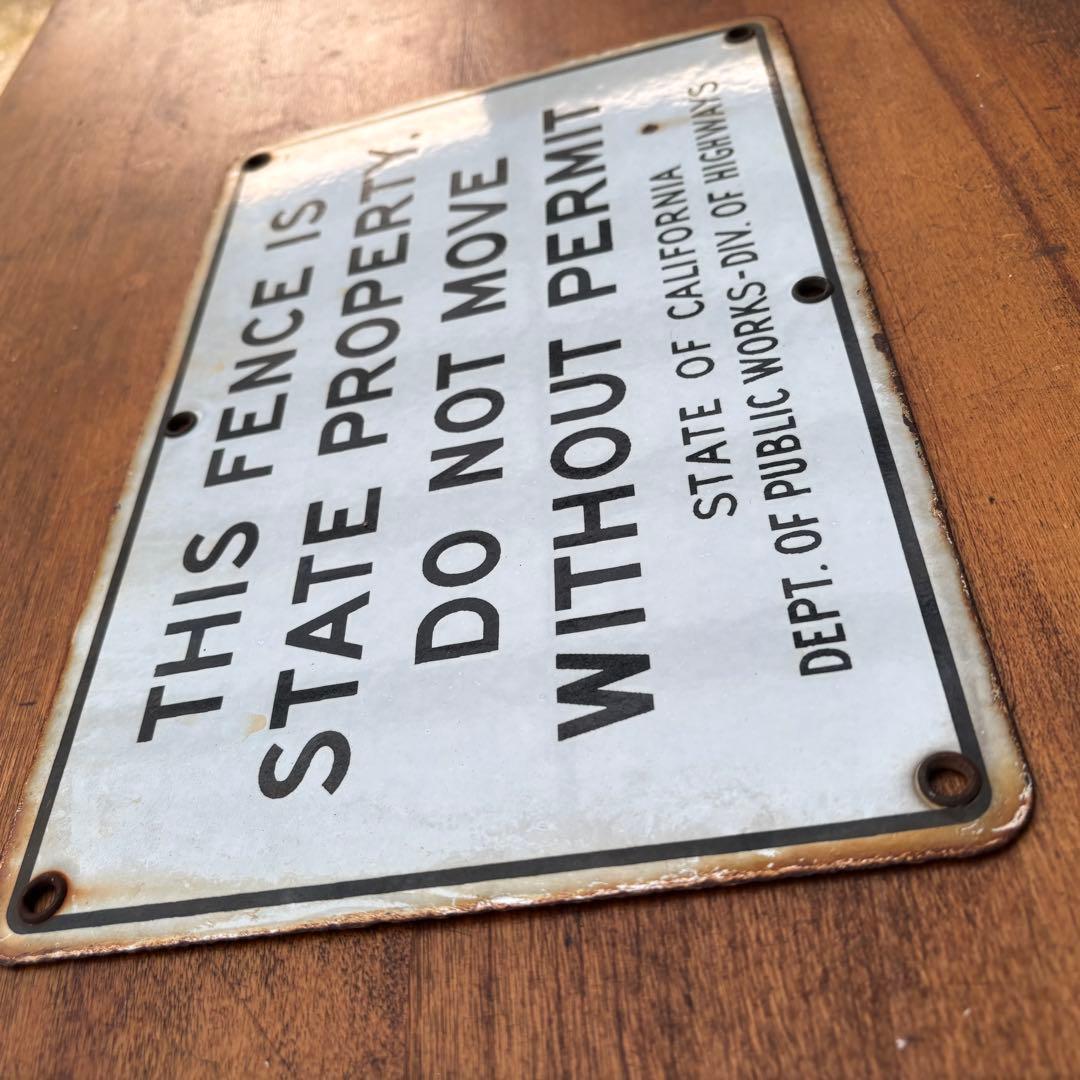 THIS FENCE IS
STATE PROPERTY.
DO NOT MOVE
WITHOUT PERMIT
STATE OF CALIFORNIA
DEPT. OF PUBLIC WORKS-DIV. OF HIGHWAYS